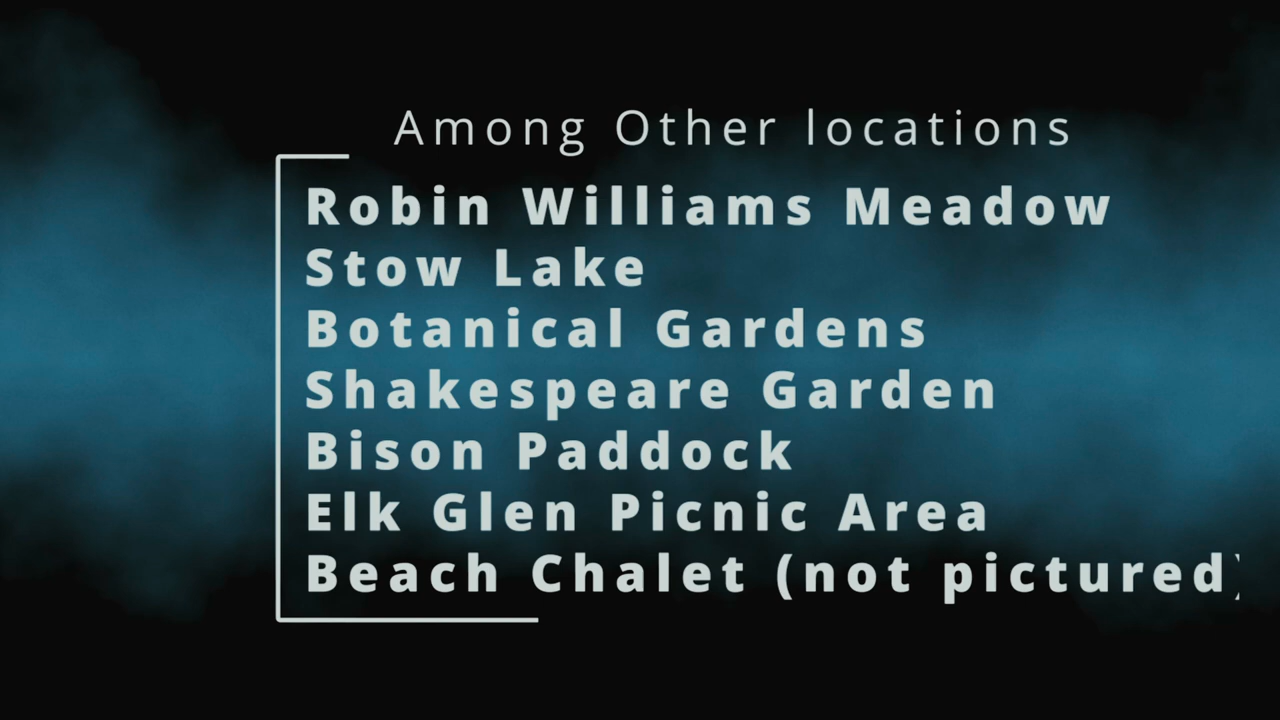 Among Other locations
Robin Williams Meadow
Stow Lake
Botanical Gardens
Shakespeare Garden
Bison Paddock
Elk Glen Picnic Area
Beach Chalet (not pictured)